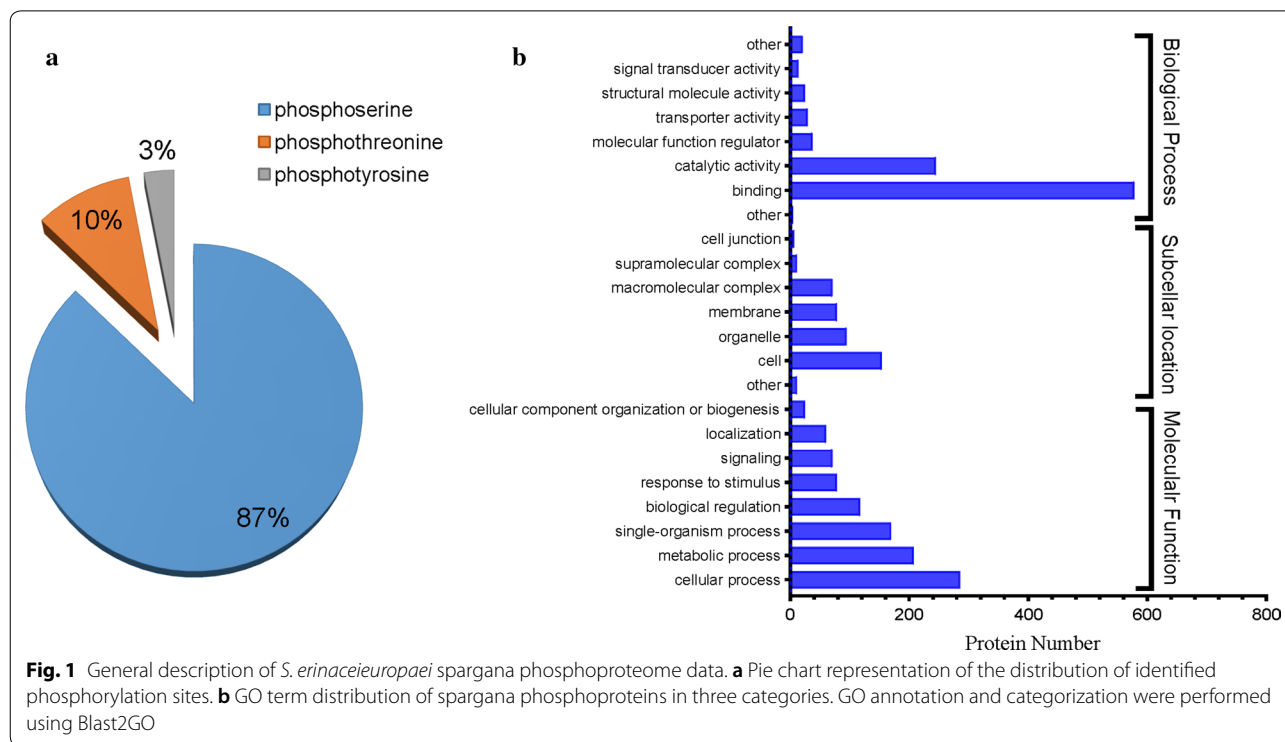 a
phosphoserine
phosphothreonine
phosphotyrosine
3%
10%
87%
b
other
signal transducer activity
structural molecule activity
transporter activity
molecular function regulator
catalytic activity
binding
other
cell junction
supramolecular complex
macromolecular complex
membrane
organelle
cell
other
cellular component organization or biogenesis
localization
signaling
response to stimulus
biological regulation
single-organism process
metabolic process
cellular process
Biological Process
Subcellar location
Moleculalr Function
0 200 400 600 800
Protein Number
Fig. 1 General description of S. erinaceieuropaei spargana phosphoproteome data. a Pie chart representation of the distribution of identified
phosphorylation sites. b GO term distribution of spargana phosphoproteins in three categories. GO annotation and categorization were performed
using Blast2GO